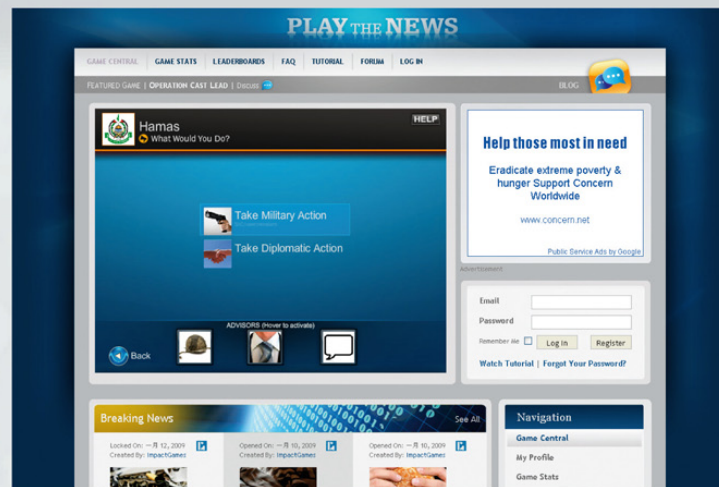 PLAY THE NEWS
GAME CENTRAL GAME STATS LEADERBOARDS FAQ TUTORIAL FORUM LOG IN
FEATURED GAME | OPERATION CAST LEAD | DISCUSS
BLOG
Hamas
What Would You Do?
HELP
Take Military Action
Take Diplomatic Action
ADVISORS (Hover to activate)
Back
Help those most in need
Eradicate extreme poverty &
hunger Support Concern
Worldwide
www.concern.net
Public Service Ads by Google
Advertisement
Email
Password
Remember Me Log In Register
Watch Tutorial | Forgot Your Password?
Breaking News
See All
Locked On: 一月 12, 2009
Created By: ImpactGames
Opened On: 一月 10, 2009
Created By: ImpactGames
Opened On: 一月 10, 2009
Created By: ImpactGames
Navigation
Game Central
My Profile
Game Stats